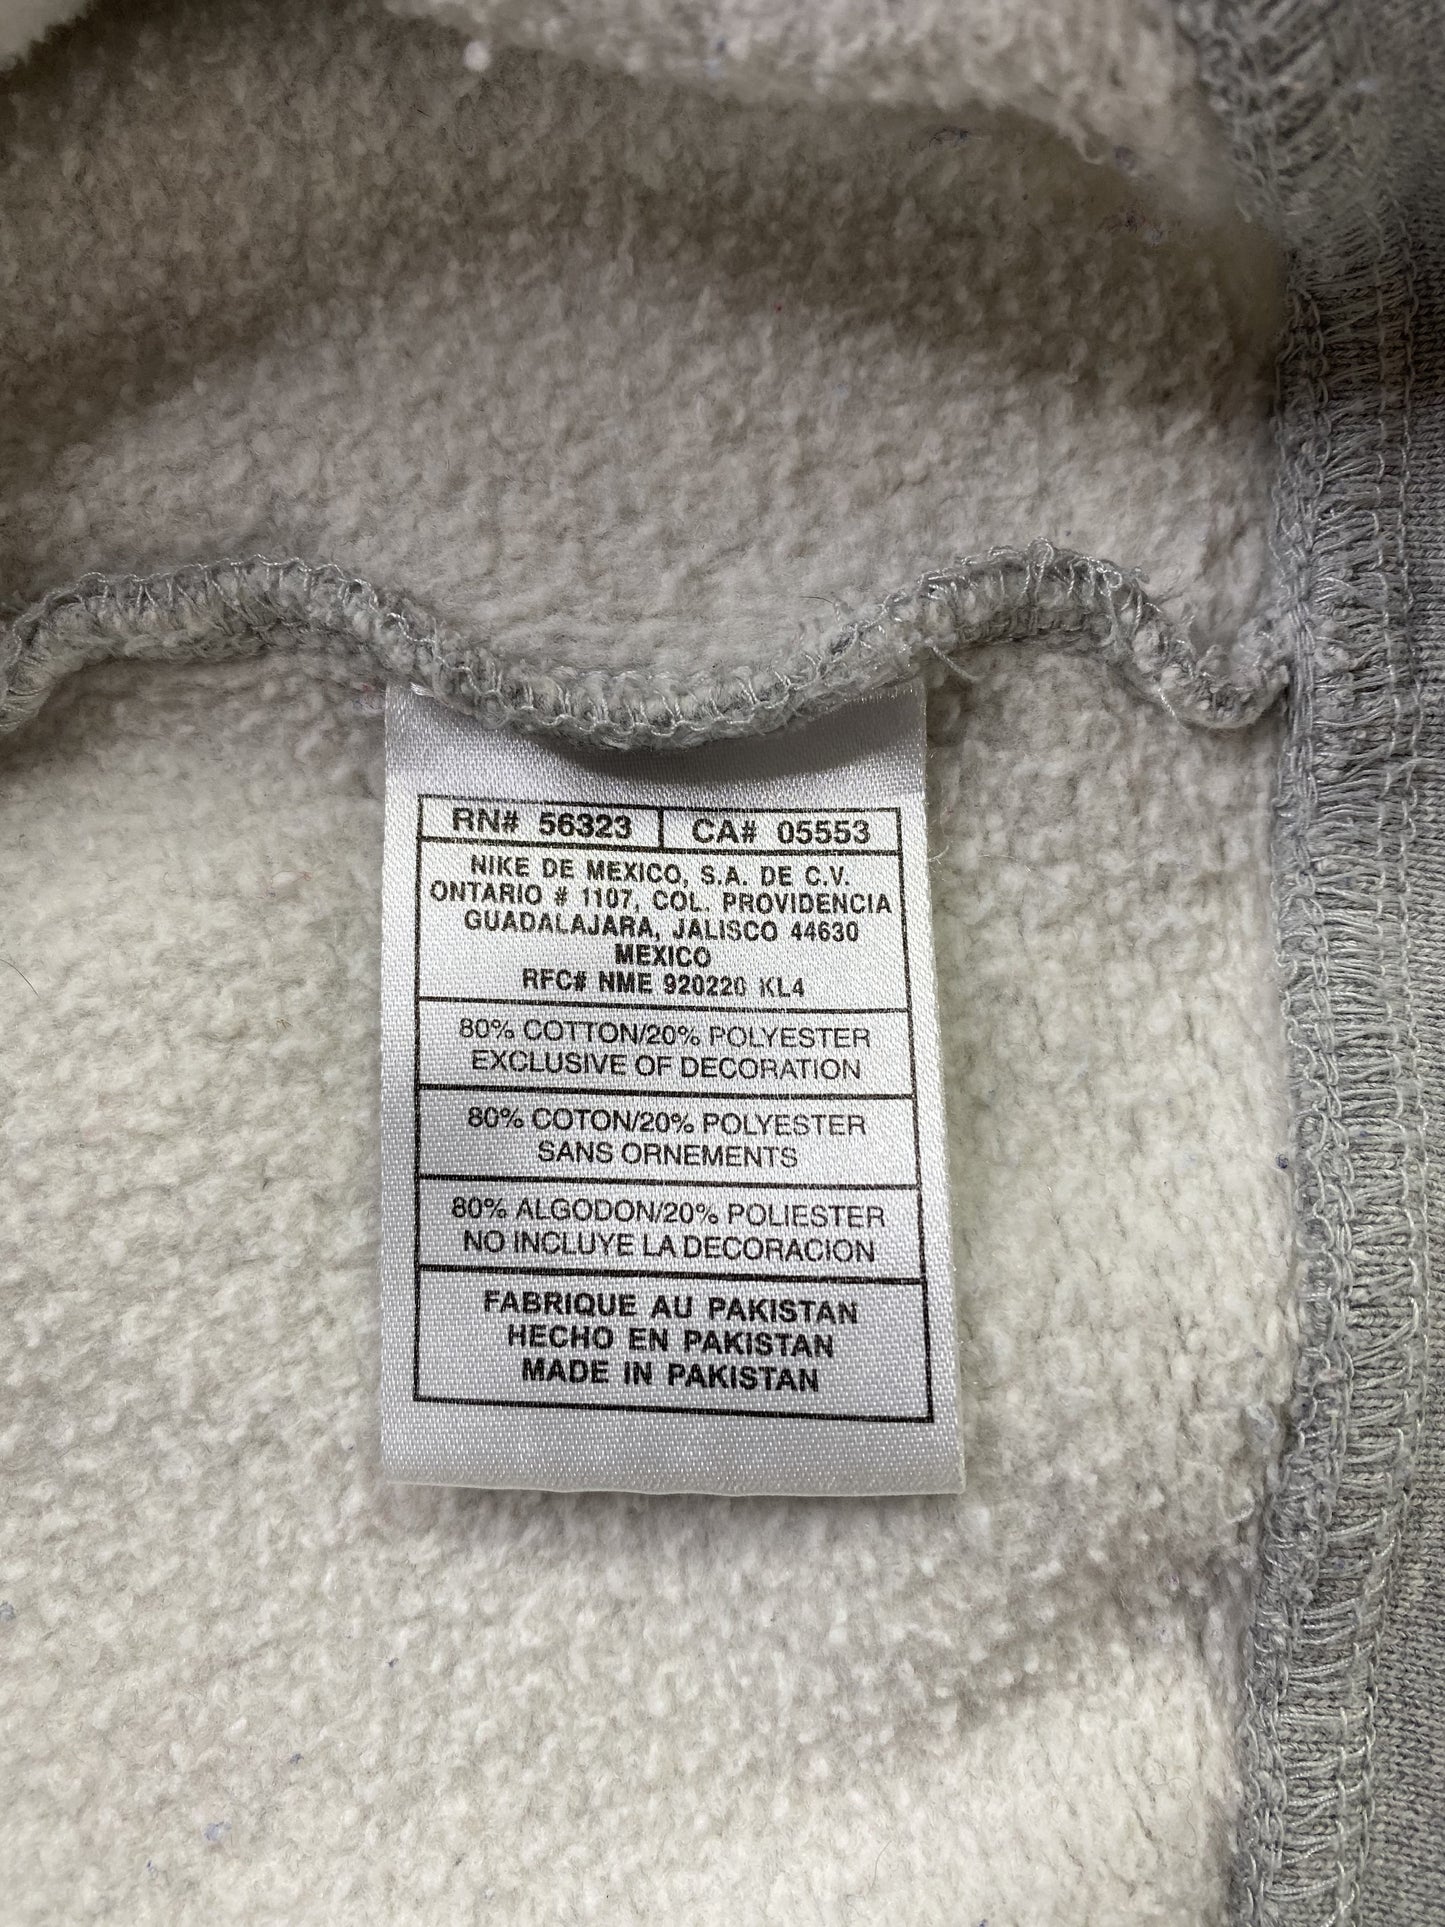 RN# 56323 CA# 05553
NIKE DE MEXICO, S.A. DE C.V.
ONTARIO # 1107, COL. PROVIDENCIA
GUADALAJARA, JALISCO 44630
MEXICO
RFC# NME 920220 KL4
80% COTTON/20% POLYESTER
EXCLUSIVE OF DECORATION
80% COTON/20% POLYESTER
SANS ORNEMENTS
80% ALGODON/20% POLIESTER
NO INCLUYE LA DECORACION
FABRIQUE AU PAKISTAN
HECHO EN PAKISTAN
MADE IN PAKISTAN